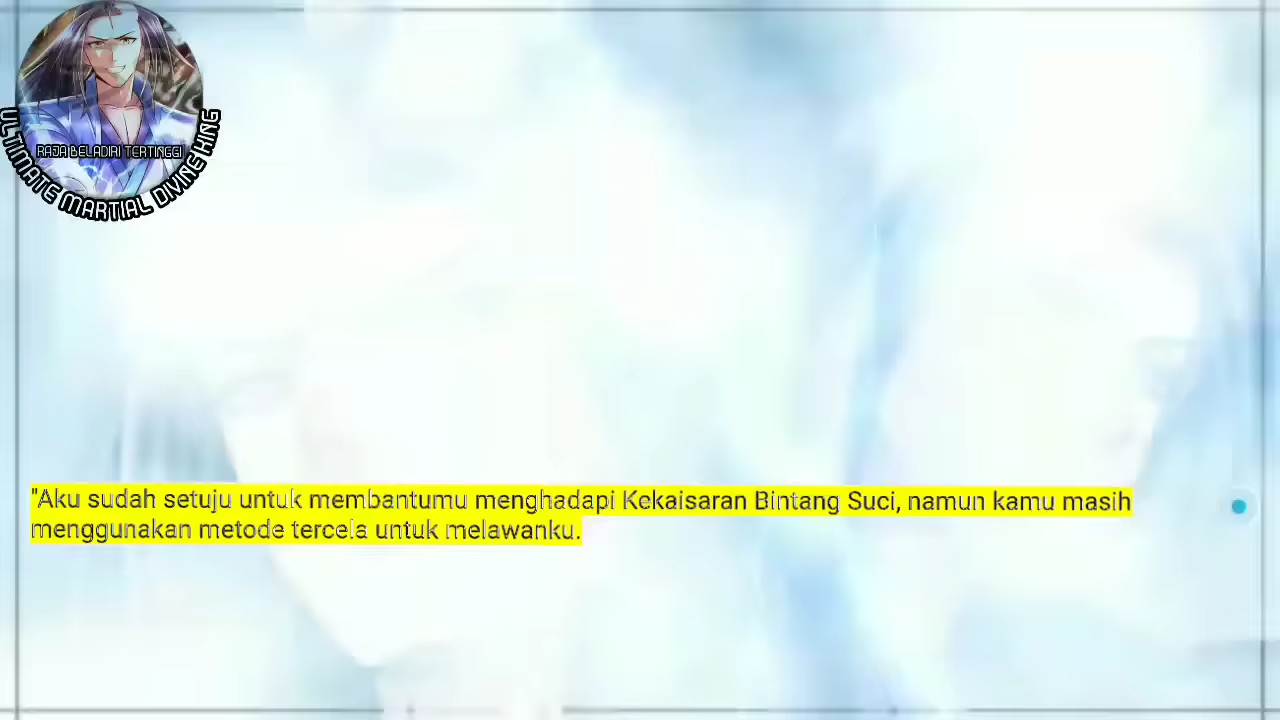 RAJA BELADIRI TERTINGGI
ULTIMATE MARTIAL DIVINE KING
"Aku sudah setuju untuk membantumu menghadapi Kekaisaran Bintang Suci, namun kamu masih
menggunakan metode tercela untuk melawanku.